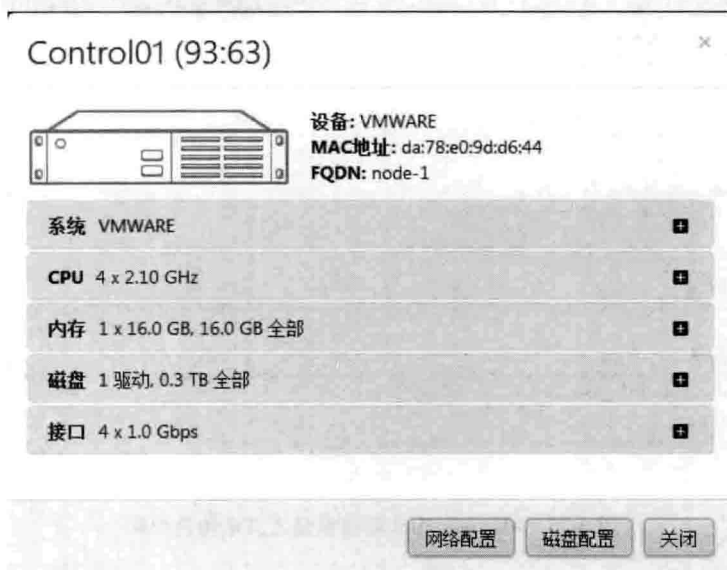 Control01 (93:63)
×
设备: VMWARE
MAC地址: da:78:e0:9d:d6:44
FQDN: node-1
系统 VMWARE
CPU 4 x 2.10 GHz
内存 1 x 16.0 GB, 16.0 GB 全部
磁盘 1 驱动, 0.3 TB 全部
接口 4 x 1.0 Gbps
网络配置 磁盘配置 关闭